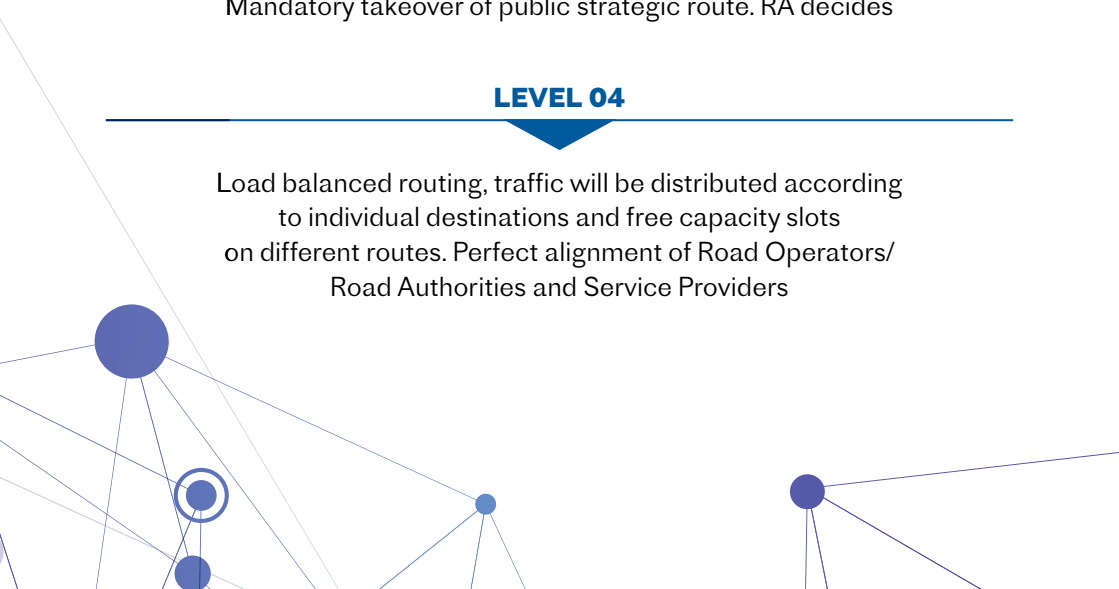 Mandatory takeover of public strategic route. RA decides
LEVEL 04
Load balanced routing, traffic will be distributed according
to individual destinations and free capacity slots
on different routes. Perfect alignment of Road Operators/
Road Authorities and Service Providers